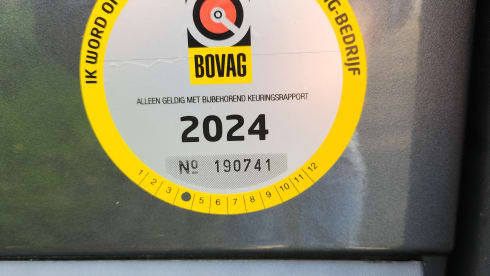 IK WORD
BOVAG
G-BEDRIJF
ALLEEN GELDIG MET BIJBEHOREND KEURINGSRAPPORT
2024
Nº 190741
1 2 3 5 6 7 8 9 10 11 12